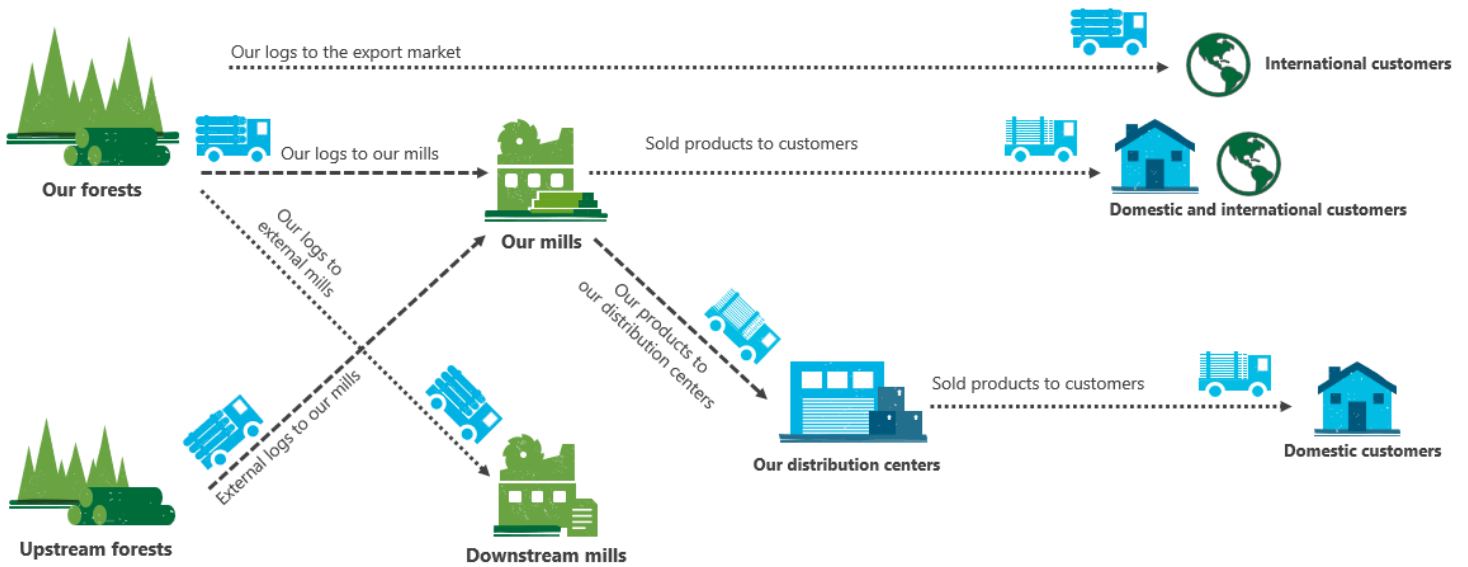 Our logs to the export market
International customers
Our logs to our mills
Sold products to customers
Our forests
Domestic and international customers
Our logs to
external mills
Our mills
Our products to
our distribution centers
External logs to our mills
Sold products to customers
Our distribution centers
Domestic customers
Upstream forests
Downstream mills